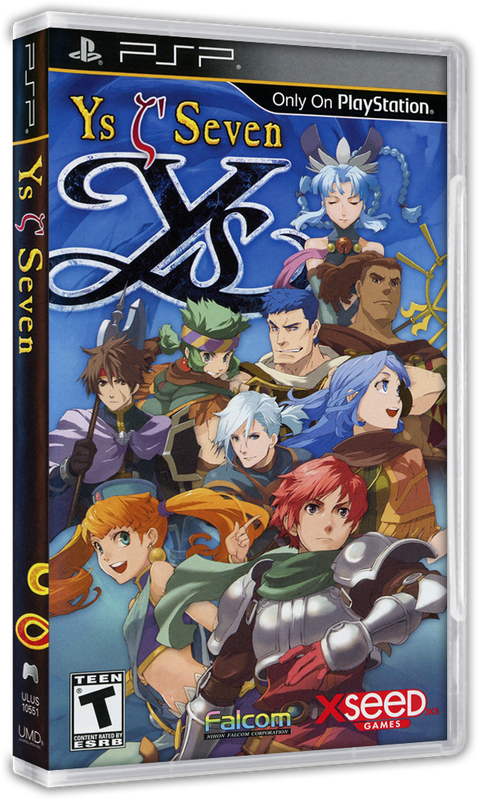 PSP
Only On PlayStation®
Ys ζ' Seven
Ys
TEEN
T
CONTENT RATED BY
ESRB
Falcom
NIHON FALCOM CORPORATION
XSEED
GAMES
PSP
Ys ζ' Seven
ULUS
10551
UMD